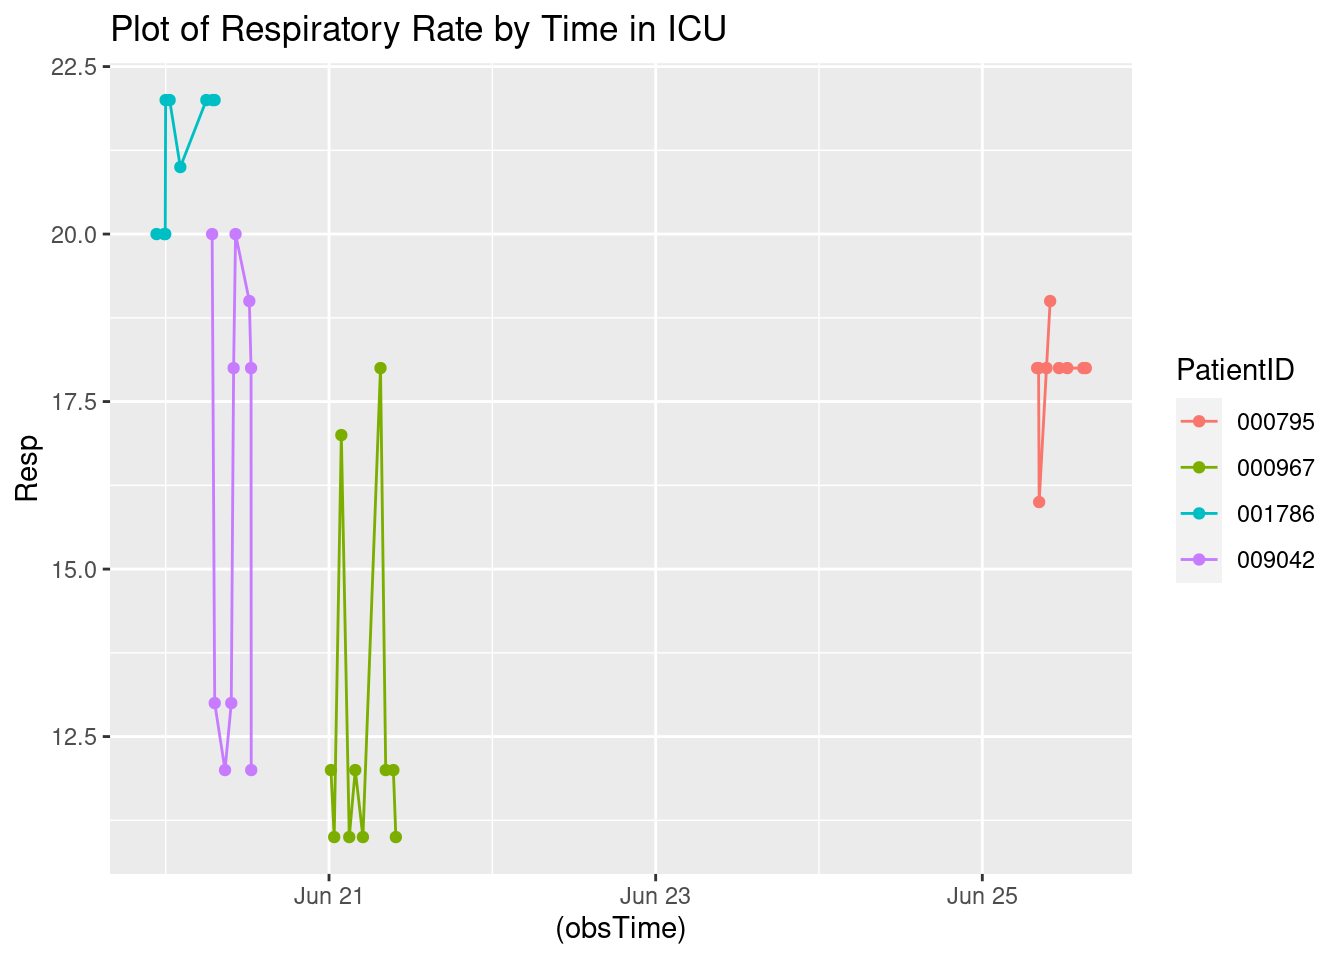 Plot of Respiratory Rate by Time in ICU
22.5
20.0
17.5
15.0
12.5
Resp
Jun 21
Jun 23
Jun 25
(obsTime)
PatientID
000795
000967
001786
009042